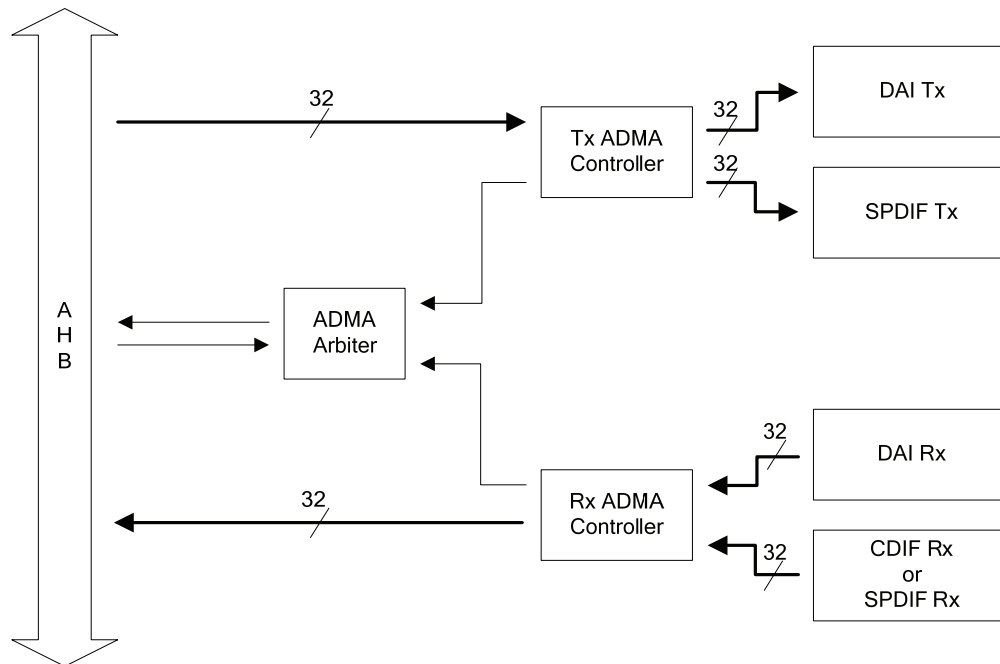 32
Tx ADMA
Controller
32
32
DAI Tx
SPDIF Tx
A
H
B
ADMA
Arbiter
32
Rx ADMA
Controller
32
32
DAI Rx
CDIF Rx
or
SPDIF Rx